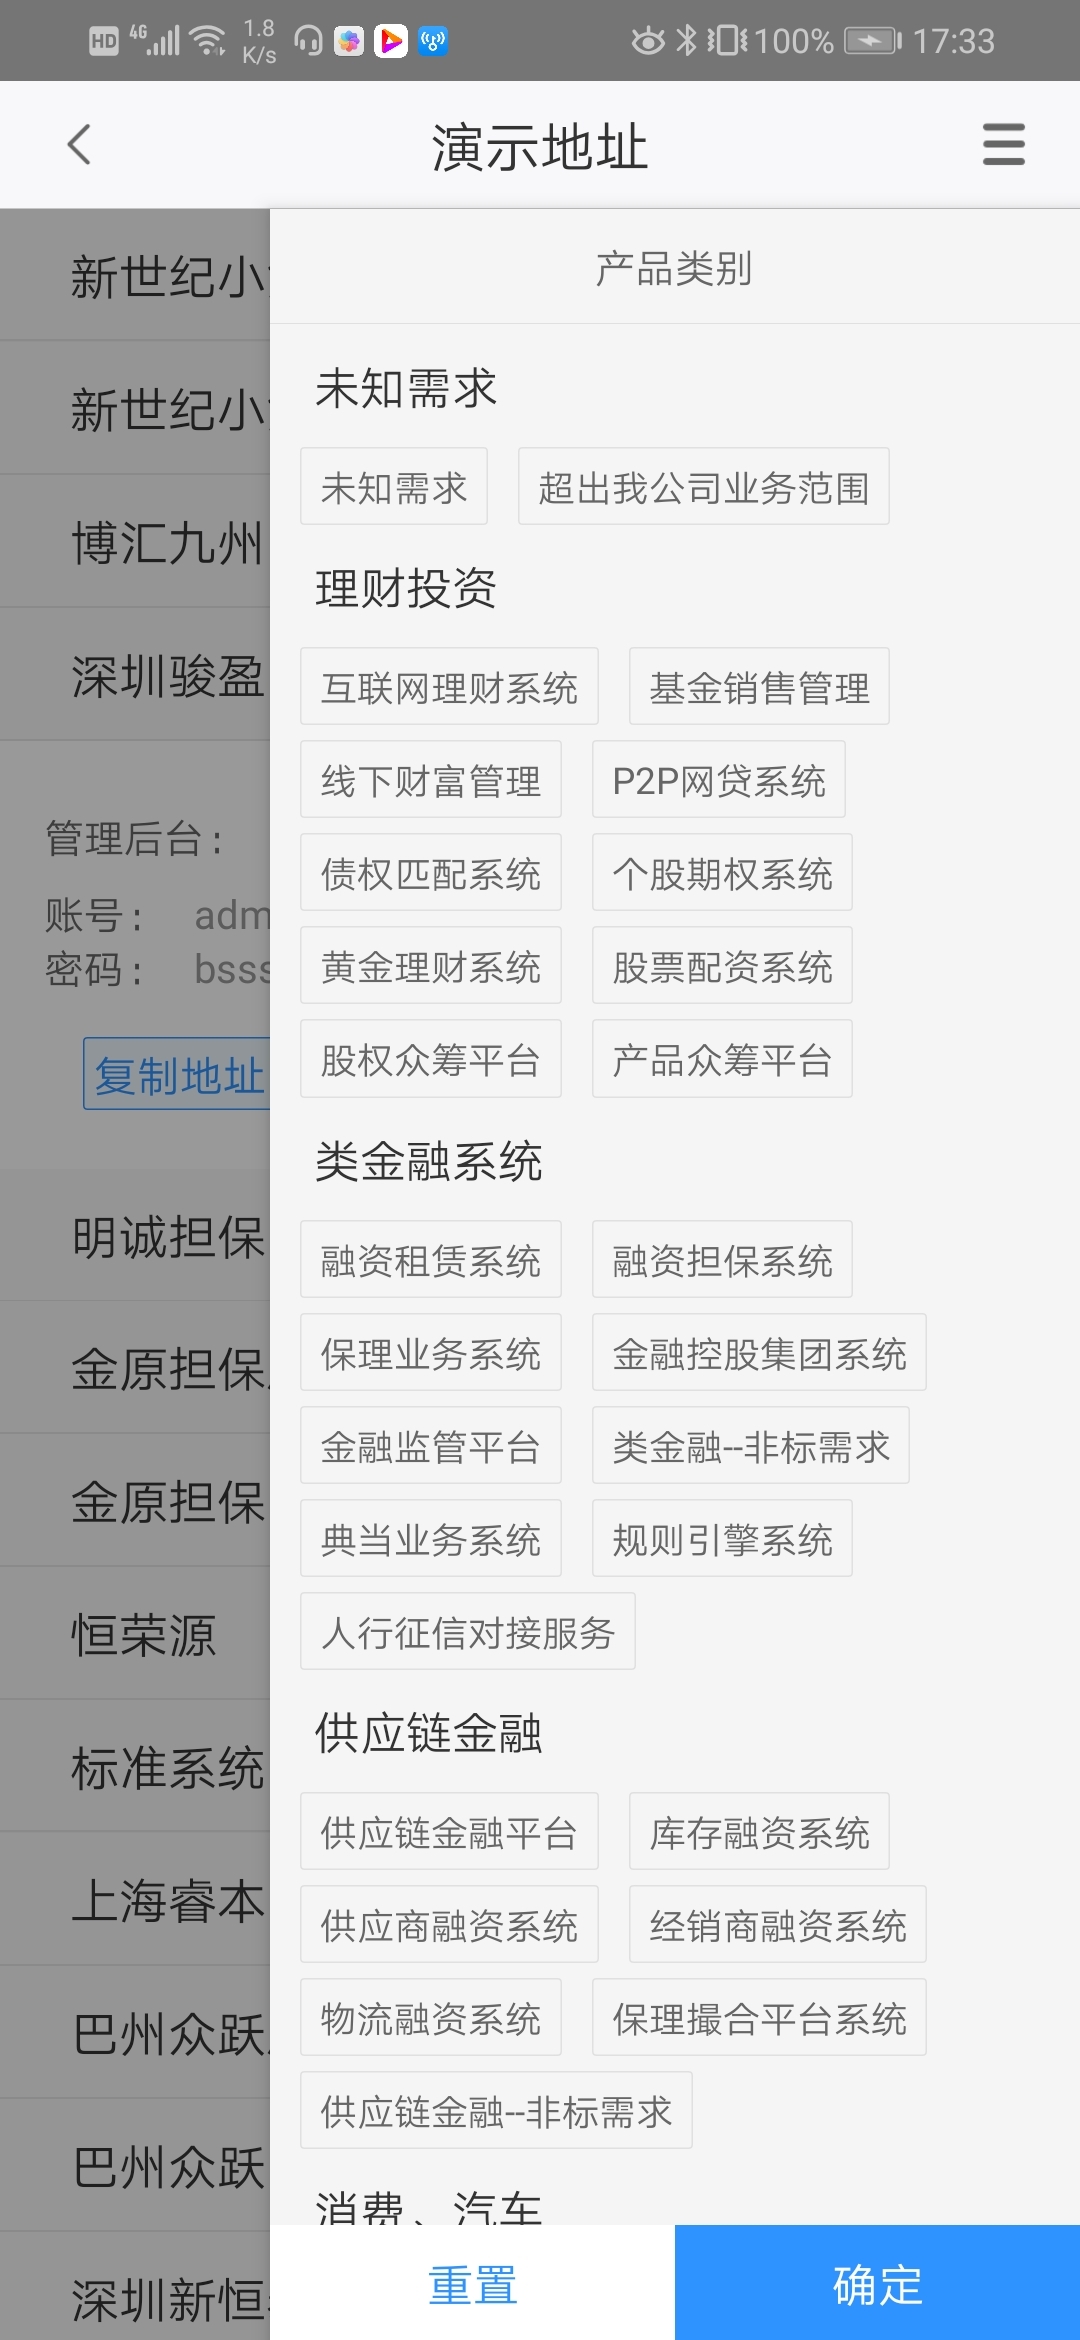 HD 4G 1.8 K/s 100% 17:33
演示地址
产品类别
新世纪小
新世纪小
博汇九州
深圳骏盈
管理后台：
账号： adm
密码： bsss
复制地址
明诚担保
金原担保
金原担保
恒荣源
标准系统
上海睿本
巴州众跃
巴州众跃
深圳新恒
未知需求
未知需求 超出我公司业务范围
理财投资
互联网理财系统 基金销售管理
线下财富管理 P2P网贷系统
债权匹配系统 个股期权系统
黄金理财系统 股票配资系统
股权众筹平台 产品众筹平台
类金融系统
融资租赁系统 融资担保系统
保理业务系统 金融控股集团系统
金融监管平台 类金融--非标需求
典当业务系统 规则引擎系统
人行征信对接服务
供应链金融
供应链金融平台 库存融资系统
供应商融资系统 经销商融资系统
物流融资系统 保理撮合平台系统
供应链金融--非标需求
消费、汽车
重置 确定